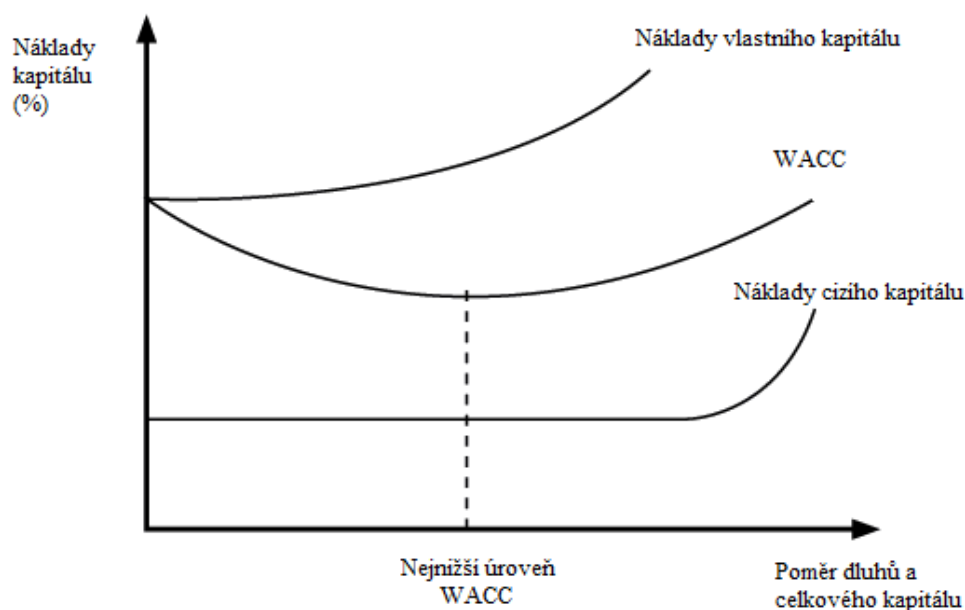 Náklady
kapitálu
(%)
Náklady vlastního kapitálu
WACC
Náklady cizího kapitálu
Nejnižší úroveň
WACC
Poměr dluhů a
celkového kapitálu